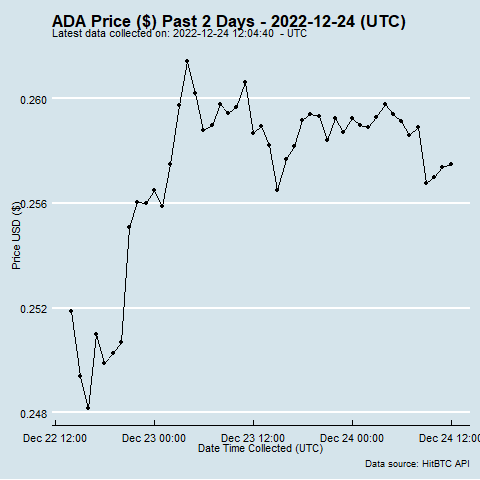 ADA Price ($) Past 2 Days - 2022-12-24 (UTC)
Latest data collected on: 2022-12-24 12:04:40  - UTC
0.260
0.256
0.252
0.248
Price USD ($)
Dec 22 12:00 Dec 23 00:00 Dec 23 12:00 Dec 24 00:00 Dec 24 12:00
Date Time Collected (UTC)
Data source: HitBTC API